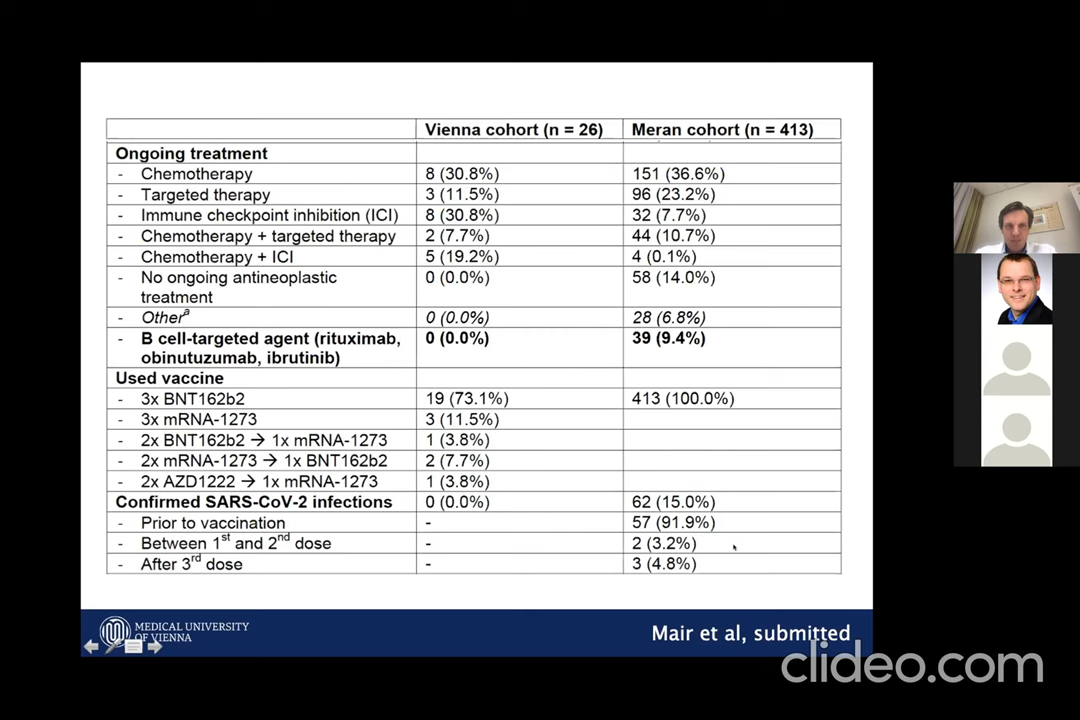 Vienna cohort (n = 26) Meran cohort (n = 413)
Ongoing treatment
- Chemotherapy 8 (30.8%) 151 (36.6%)
- Targeted therapy 3 (11.5%) 96 (23.2%)
- Immune checkpoint inhibition (ICI) 8 (30.8%) 32 (7.7%)
- Chemotherapy + targeted therapy 2 (7.7%) 44 (10.7%)
- Chemotherapy + ICI 5 (19.2%) 4 (0.1%)
- No ongoing antineoplastic 0 (0.0%) 58 (14.0%)
treatment
- Otherᵃ 0 (0.0%) 28 (6.8%)
- B cell-targeted agent (rituximab, 0 (0.0%) 39 (9.4%)
obinutuzumab, ibrutinib)
Used vaccine
- 3x BNT162b2 19 (73.1%) 413 (100.0%)
- 3x mRNA-1273 3 (11.5%)
- 2x BNT162b2 → 1x mRNA-1273 1 (3.8%)
- 2x mRNA-1273 → 1x BNT162b2 2 (7.7%)
- 2x AZD1222 → 1x mRNA-1273 1 (3.8%)
Confirmed SARS-CoV-2 infections 0 (0.0%) 62 (15.0%)
- Prior to vaccination - 57 (91.9%)
- Between 1st and 2nd dose - 2 (3.2%)
- After 3rd dose - 3 (4.8%)
MEDICAL UNIVERSITY
OF VIENNA
Mair et al, submitted
clideo.com